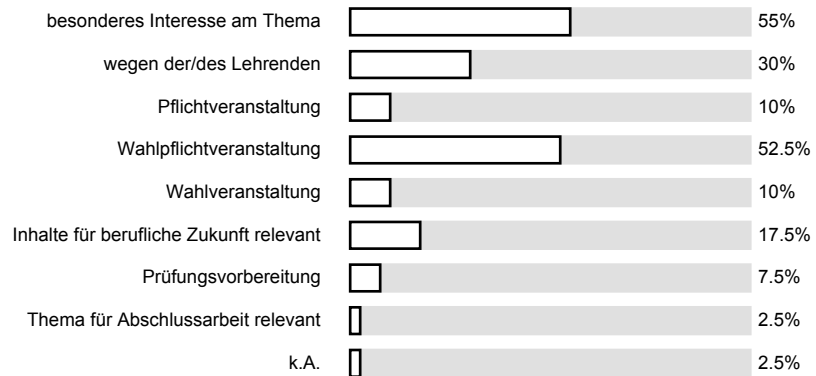 besonderes Interesse am Thema 55%
wegen der/des Lehrenden 30%
Pflichtveranstaltung 10%
Wahlpflichtveranstaltung 52.5%
Wahlveranstaltung 10%
Inhalte für berufliche Zukunft relevant 17.5%
Prüfungsvorbereitung 7.5%
Thema für Abschlussarbeit relevant 2.5%
k.A. 2.5%